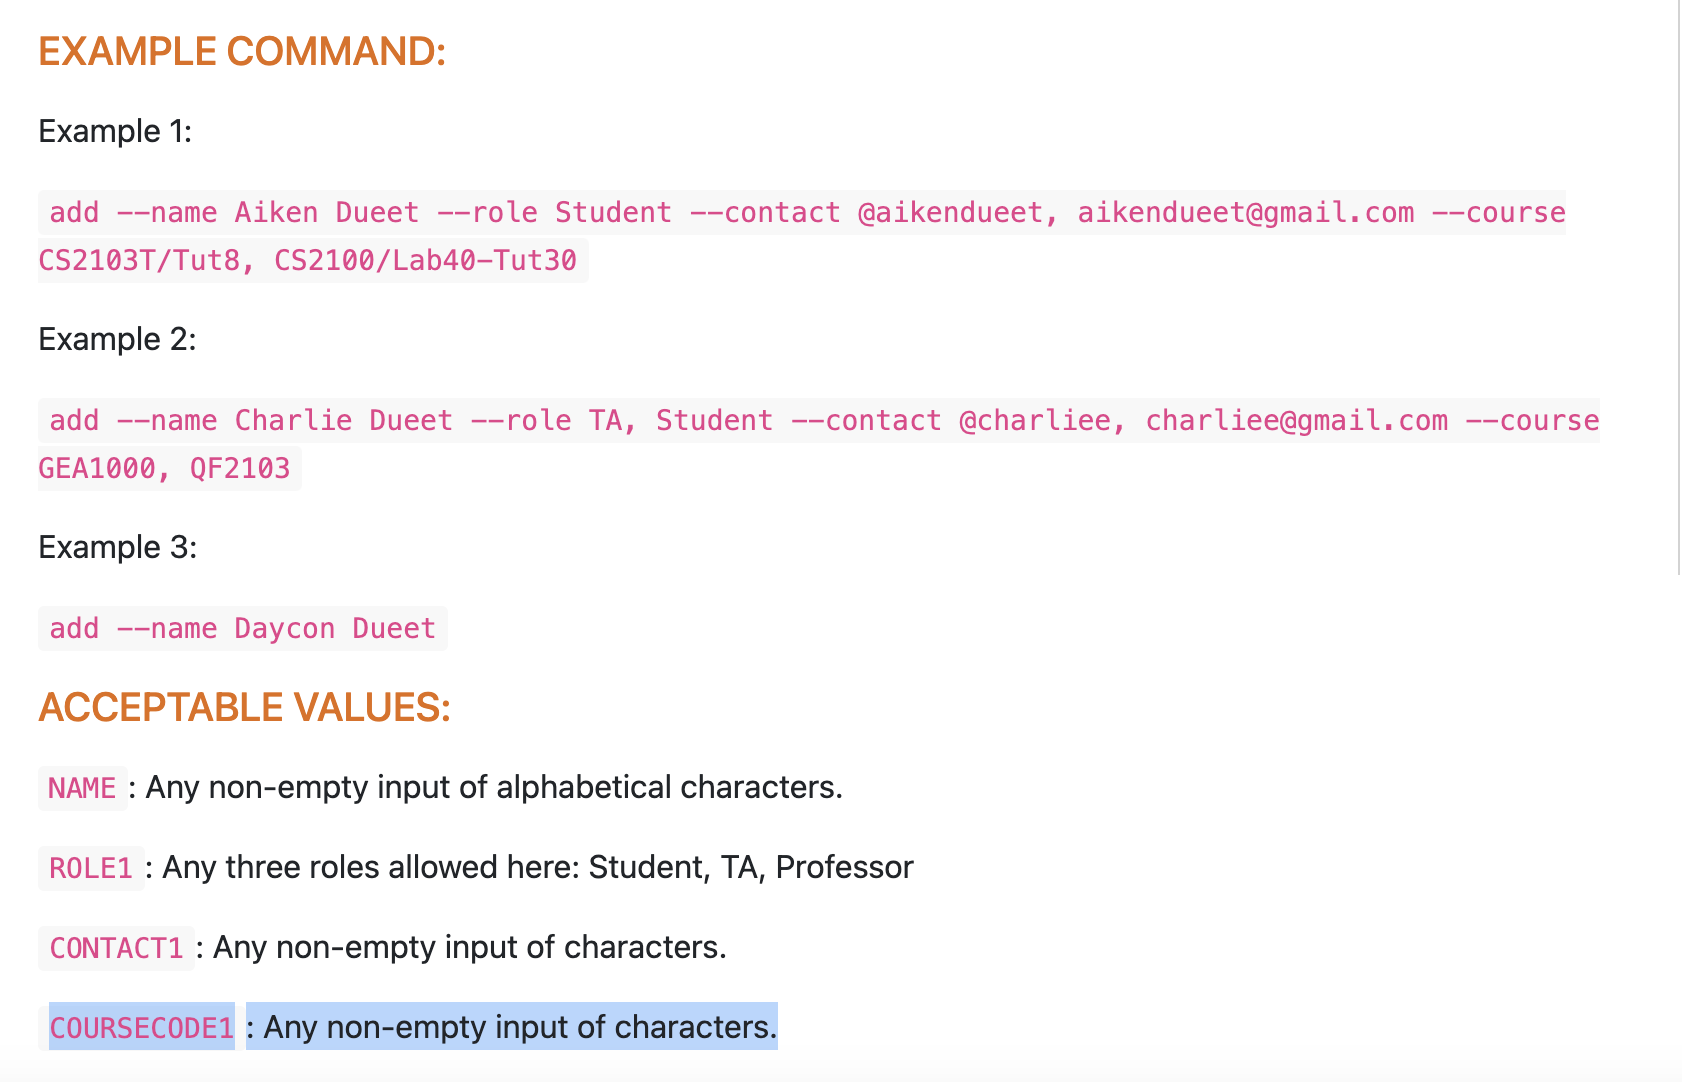 EXAMPLE COMMAND:
Example 1:
add --name Aiken Dueet --role Student --contact @aikendueet, aikendueet@gmail.com --course
CS2103T/Tut8, CS2100/Lab40-Tut30
Example 2:
add --name Charlie Dueet --role TA, Student --contact @charliee, charliee@gmail.com --course
GEA1000, QF2103
Example 3:
add --name Daycon Dueet
ACCEPTABLE VALUES:
NAME : Any non-empty input of alphabetical characters.
ROLE1 : Any three roles allowed here: Student, TA, Professor
CONTACT1 : Any non-empty input of characters.
COURSECODE1 : Any non-empty input of characters.